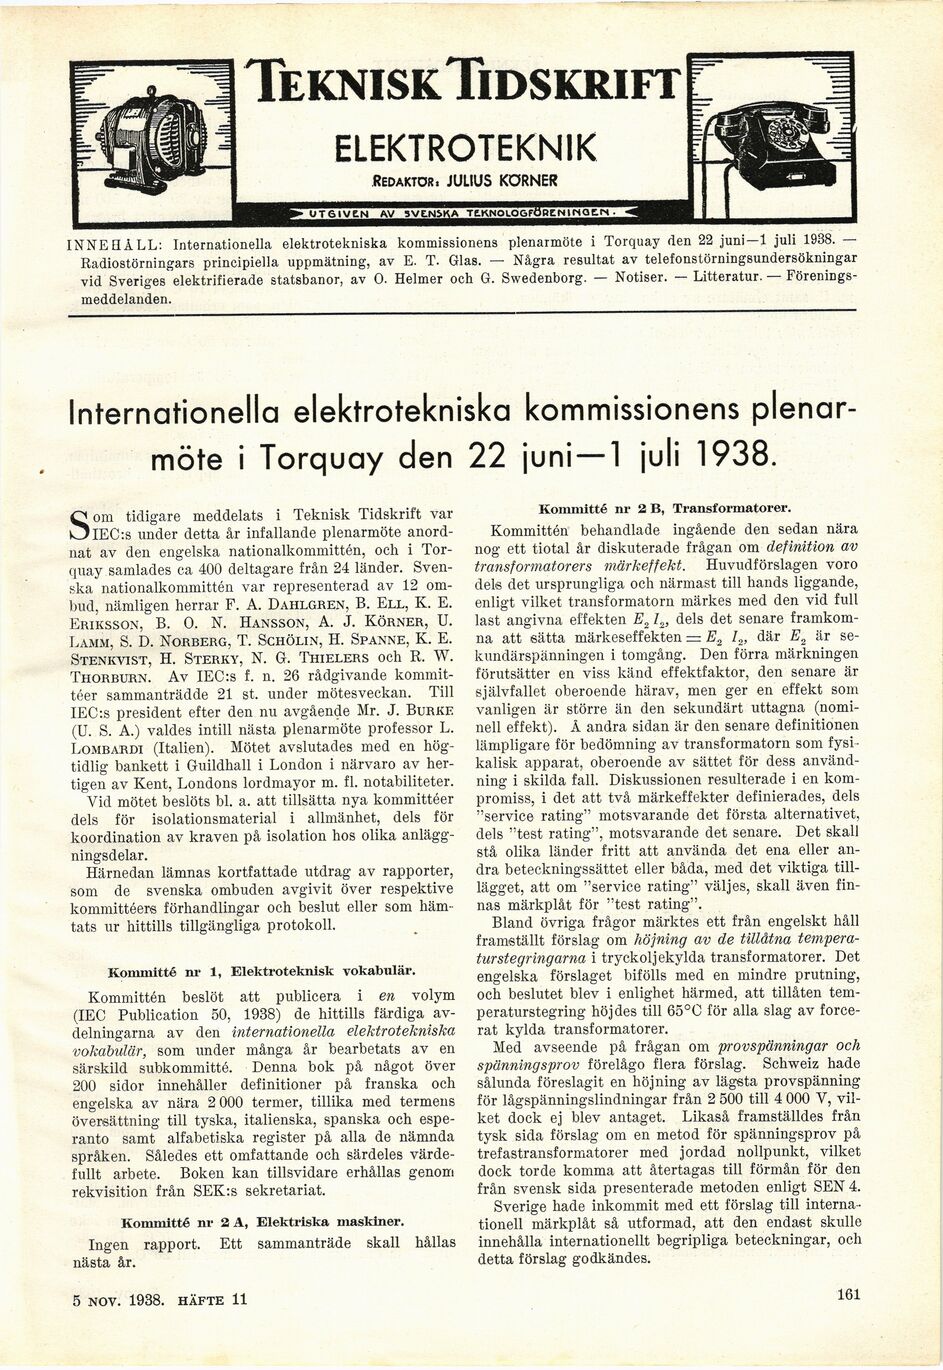 TEKNISK TIDSKRIFT
ELEKTROTEKNIK
REDAKTÖR: JULIUS KÖRNER
UTGIVEN AV SVENSKA TEKNOLOGFÖRENINGEN.
INNEHÅLL: Internationella elektrotekniska kommissionens plenarmöte i Torquay den 22 juni—1 juli 1938. —
Radiostörningars principiella uppmätning, av E. T. Glas. — Några resultat av telefonstörningsundersökningar
vid Sveriges elektrifierade statsbanor, av O. Helmer och G. Swedenborg. — Notiser. — Litteratur. — Förenings-
meddelanden.
Internationella elektrotekniska kommissionens plenar-
möte i Torquay den 22 juni—1 juli 1938.
Som tidigare meddelats i Teknisk Tidskrift var
IEC:s under detta år infallande plenarmöte anord-
nat av den engelska nationalkommittén, och i Tor-
quay samlades ca 400 deltagare från 24 länder. Sven-
ska nationalkommittén var representerad av 12 om-
bud, nämligen herrar F. A. DAHLGREN, B. ELL, K. E.
ERIKSSON, B. O. N. HANSSON, A. J. KÖRNER, U.
LAMM, S. D. NORBERG, T. SCHÖLIN, H. SPANNE, K. E.
STENKVIST, H. STERKY, N. G. THIELERS och R. W.
THORBURN. Av IEC:s f. n. 26 rådgivande kommit-
téer sammanträdde 21 st. under mötesveckan. Till
IEC:s president efter den nu avgående Mr. J. BURKE
(U. S. A.) valdes intill nästa plenarmöte professor L.
LOMBARDI (Italien). Mötet avslutades med en hög-
tidlig bankett i Guildhall i London i närvaro av her-
tigen av Kent, Londons lordmayor m. fl. notabiliteter.
Vid mötet beslöts bl. a. att tillsätta nya kommittéer
dels för isolationsmaterial i allmänhet, dels för
koordination av kraven på isolation hos olika anlägg-
ningsdelar.
Härnedan lämnas kortfattade utdrag av rapporter,
som de svenska ombuden avgivit över respektive
kommittéers förhandlingar och beslut eller som häm-
tats ur hittills tillgängliga protokoll.
Kommitté nr 1, Elektroteknisk vokabulär.
Kommittén beslöt att publicera i en volym
(IEC Publication 50, 1938) de hittills färdiga av-
delningarna av den internationella elektrotekniska
vokabulär, som under många år bearbetats av en
särskild subkommitté. Denna bok på något över
200 sidor innehåller definitioner på franska och
engelska av nära 2 000 termer, tillika med termens
översättning till tyska, italienska, spanska och espe-
ranto samt alfabetiska register på alla de nämnda
språken. Således ett omfattande och särdeles värde-
fullt arbete. Boken kan tillsvidare erhållas genom
rekvisition från SEK:s sekretariat.
Kommitté nr 2 A, Elektriska maskiner.
Ingen rapport. Ett sammanträde skall hållas
nästa år.
Kommitté nr 2 B, Transformatorer.
Kommittén behandlade ingående den sedan nära
nog ett tiotal år diskuterade frågan om definition av
transformatorers märkeffekt. Huvudförslagen voro
dels det ursprungliga och närmast till hands liggande,
enligt vilket transformatorn märkes med den vid full
last angivna effekten E₂ I₂, dels det senare framkom-
na att sätta märkeseffekten = E₂ I₂, där E₂ är se-
kundärspänningen i tomgång. Den förra märkningen
förutsätter en viss känd effektfaktor, den senare är
självfallet oberoende härav, men ger en effekt som
vanligen är större än den sekundärt uttagna (nomi-
nell effekt). Å andra sidan är den senare definitionen
lämpligare för bedömning av transformatorn som fysi-
kalisk apparat, oberoende av sättet för dess använd-
ning i skilda fall. Diskussionen resulterade i en kom-
promiss, i det att två märkeffekter definierades, dels
"service rating" motsvarande det första alternativet,
dels "test rating", motsvarande det senare. Det skall
stå olika länder fritt att använda det ena eller an-
dra beteckningssättet eller båda, med det viktiga till-
lägget, att om "service rating" väljes, skall även fin-
nas märkplåt för "test rating".
Bland övriga frågor märktes ett från engelskt håll
framställt förslag om höjning av de tillåtna tempera-
turstegringarna i tryckoljekylda transformatorer. Det
engelska förslaget bifölls med en mindre prutning,
och beslutet blev i enlighet härmed, att tillåten tem-
peraturstegring höjdes till 65°C för alla slag av force-
rat kylda transformatorer.
Med avseende på frågan om provspänningar och
spänningsprov förelågo flera förslag. Schweiz hade
sålunda föreslagit en höjning av lägsta provspänning
för lågspänningslindningar från 2 500 till 4 000 V, vil-
ket dock ej blev antaget. Likaså framställdes från
tysk sida förslag om en metod för spänningsprov på
trefastransformatorer med jordad nollpunkt, vilket
dock torde komma att återtagas till förmån för den
från svensk sida presenterade metoden enligt SEN 4.
Sverige hade inkommit med ett förslag till interna-
tionell märkplåt så utformad, att den endast skulle
innehålla internationellt begripliga beteckningar, och
detta förslag godkändes.
5 NOV. 1938. HÄFTE 11
161